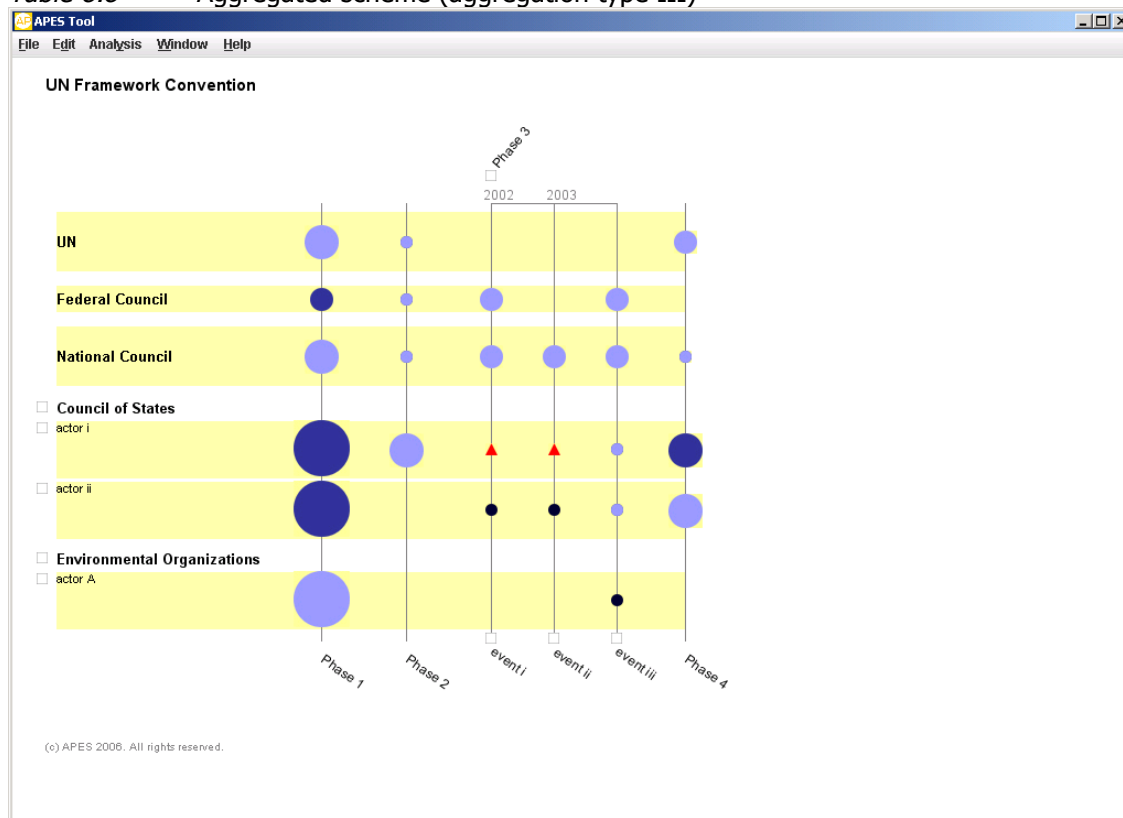 Aggregated scheme (aggregation type III)
APES Tool
File Edit Analysis Window Help
UN Framework Convention
Phase 3
2002 2003
UN
Federal Council
National Council
Council of States
actor i
actor ii
Environmental Organizations
actor A
Phase 1 Phase 2 event i event ii event iii Phase 4
(c) APES 2006. All rights reserved.